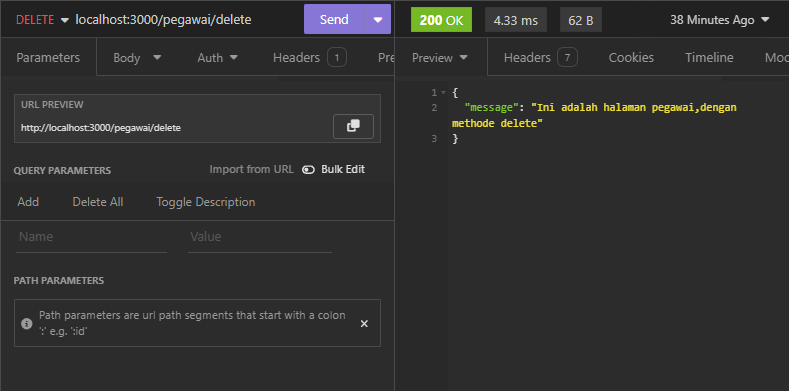 DELETE localhost:3000/pegawai/delete Send
200 OK 4.33 ms 62 B 38 Minutes Ago
Parameters Body Auth Headers 1 Pre
Preview Headers 7 Cookies Timeline Moc
URL PREVIEW
http://localhost:3000/pegawai/delete
QUERY PARAMETERS Import from URL Bulk Edit
Add Delete All Toggle Description
Name Value
PATH PARAMETERS
Path parameters are url path segments that start with a colon
':' e.g. ':id'
1 {
2 "message": "Ini adalah halaman pegawai,dengan
methode delete"
3 }